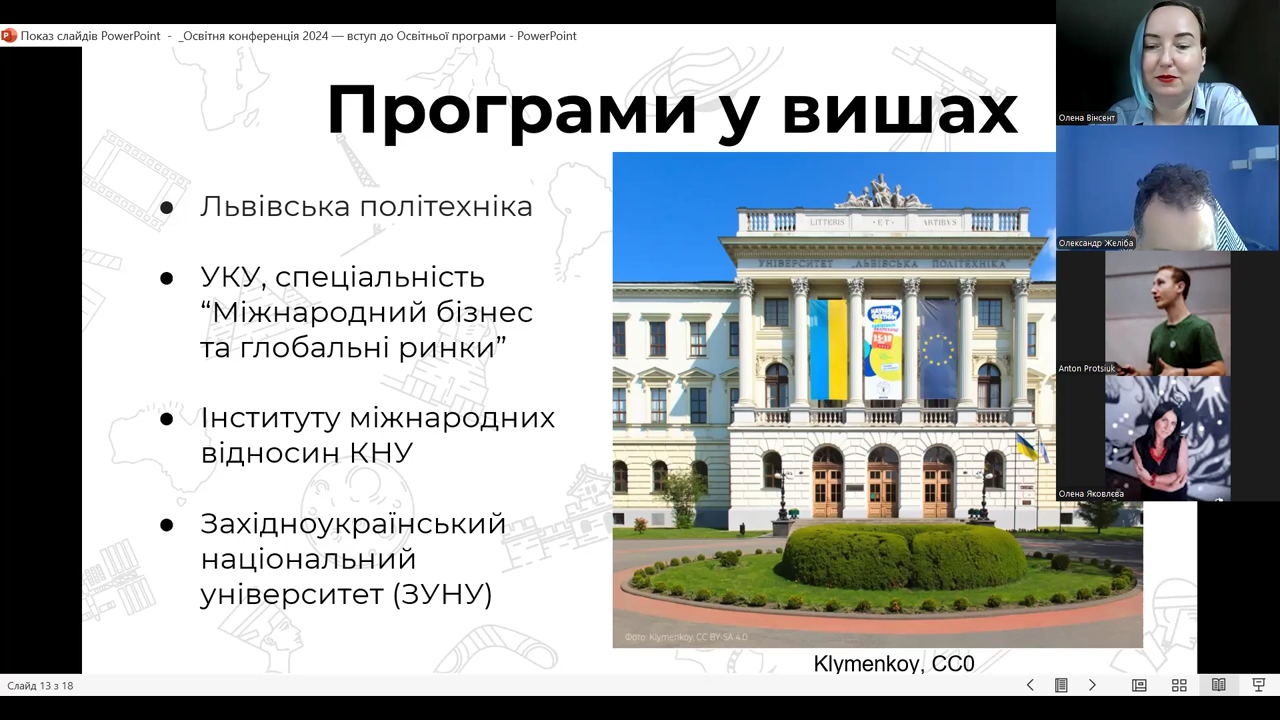 Показ слайдів PowerPoint - _Освітня конференція 2024 — вступ до Освітньої програми - PowerPoint
Програми у вишах
● Львівська політехніка
● УКУ, спеціальність
“Міжнародний бізнес
та глобальні ринки”
● Інституту міжнародних
відносин КНУ
● Західноукраїнський
національний
університет (ЗУНУ)
LITTERIS ET ARTIBVS
УНІВЕРСИТЕТ ЛЬВІВСЬКА ПОЛІТЕХНІКА
Фото: Klymenkoy, CC BY-SA 4.0
Klymenkoy, CC0
Олена Вінсент
Олександр Желіба
Anton Protsiuk
Олена Яковлєва
Слайд 13 з 18